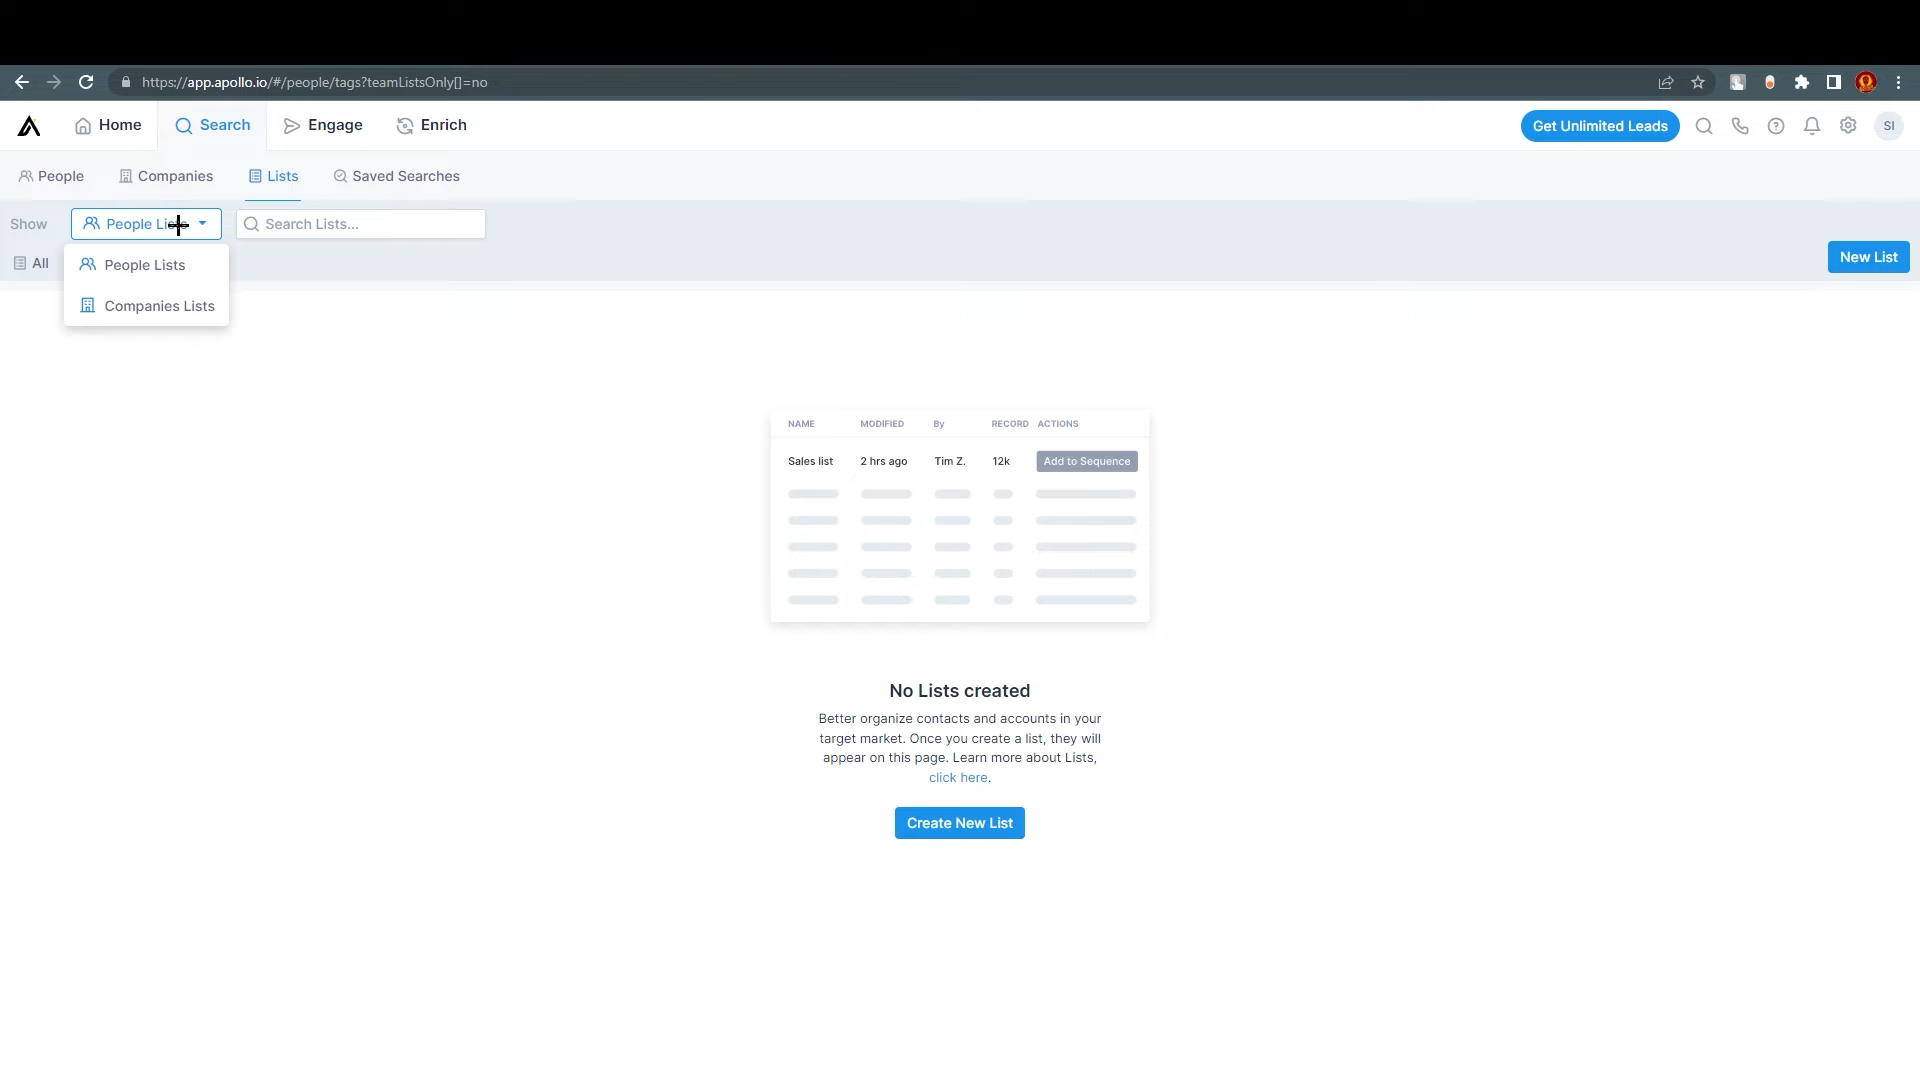 https://app.apollo.io/#/people/tags?teamListsOnly[]=no
Home
Search
Engage
Enrich
Get Unlimited Leads
SI
People
Companies
Lists
Saved Searches
Show
People Lists
Search Lists...
All
People Lists
Companies Lists
New List
NAME MODIFIED By RECORD ACTIONS
Sales list 2 hrs ago Tim Z. 12k Add to Sequence
No Lists created
Better organize contacts and accounts in your
target market. Once you create a list, they will
appear on this page. Learn more about Lists,
click here.
Create New List